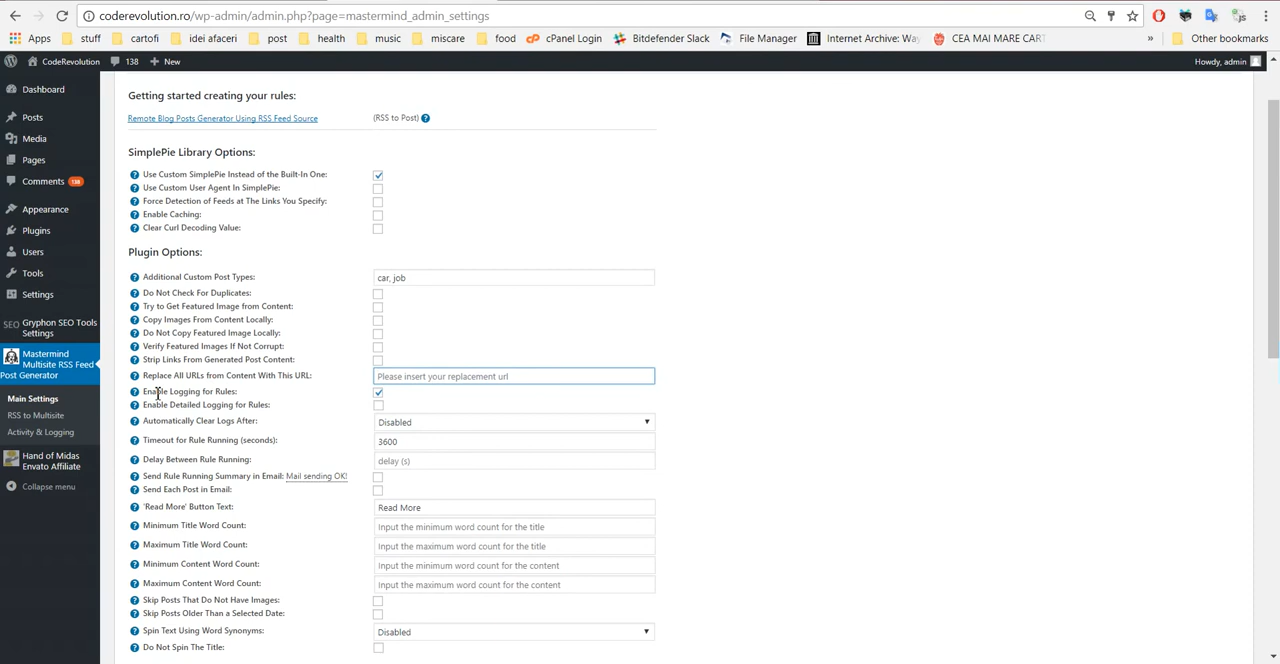 coderevolution.ro/wp-admin/admin.php?page=mastermind_admin_settings
Apps stuff cartofi idei afaceri post health music miscare food cPanel Login Bitdefender Slack File Manager Internet Archive: Way CEA MAI MARE CART » Other bookmarks
CodeRevolution 138 + New Howdy, admin
Dashboard
Posts
Media
Pages
Comments 138
Appearance
Plugins
Users
Tools
Settings
SEO Gryphon SEO Tools
Settings
Mastermind
Multisite RSS Feed
Post Generator
Main Settings
RSS to Multisite
Activity & Logging
Hand of Midas
Envato Affiliate
Collapse menu
Getting started creating your rules:
Remote Blog Posts Generator Using RSS Feed Source (RSS to Post) ?
SimplePie Library Options:
? Use Custom SimplePie Instead of the Built-In One:
? Use Custom User Agent In SimplePie:
? Force Detection of Feeds at The Links You Specify:
? Enable Caching:
? Clear Curl Decoding Value:
Plugin Options:
? Additional Custom Post Types: car, job
? Do Not Check For Duplicates:
? Try to Get Featured Image from Content:
? Copy Images From Content Locally:
? Do Not Copy Featured Image Locally:
? Verify Featured Images If Not Corrupt:
? Strip Links From Generated Post Content:
? Replace All URLs from Content With This URL: Please insert your replacement url
? Enable Logging for Rules:
? Enable Detailed Logging for Rules:
? Automatically Clear Logs After: Disabled
? Timeout for Rule Running (seconds): 3600
? Delay Between Rule Running: delay (s)
? Send Rule Running Summary in Email: Mail sending OK!
? Send Each Post in Email:
? 'Read More' Button Text: Read More
? Minimum Title Word Count: Input the minimum word count for the title
? Maximum Title Word Count: Input the maximum word count for the title
? Minimum Content Word Count: Input the minimum word count for the content
? Maximum Content Word Count: Input the maximum word count for the content
? Skip Posts That Do Not Have Images:
? Skip Posts Older Than a Selected Date:
? Spin Text Using Word Synonyms: Disabled
? Do Not Spin The Title: